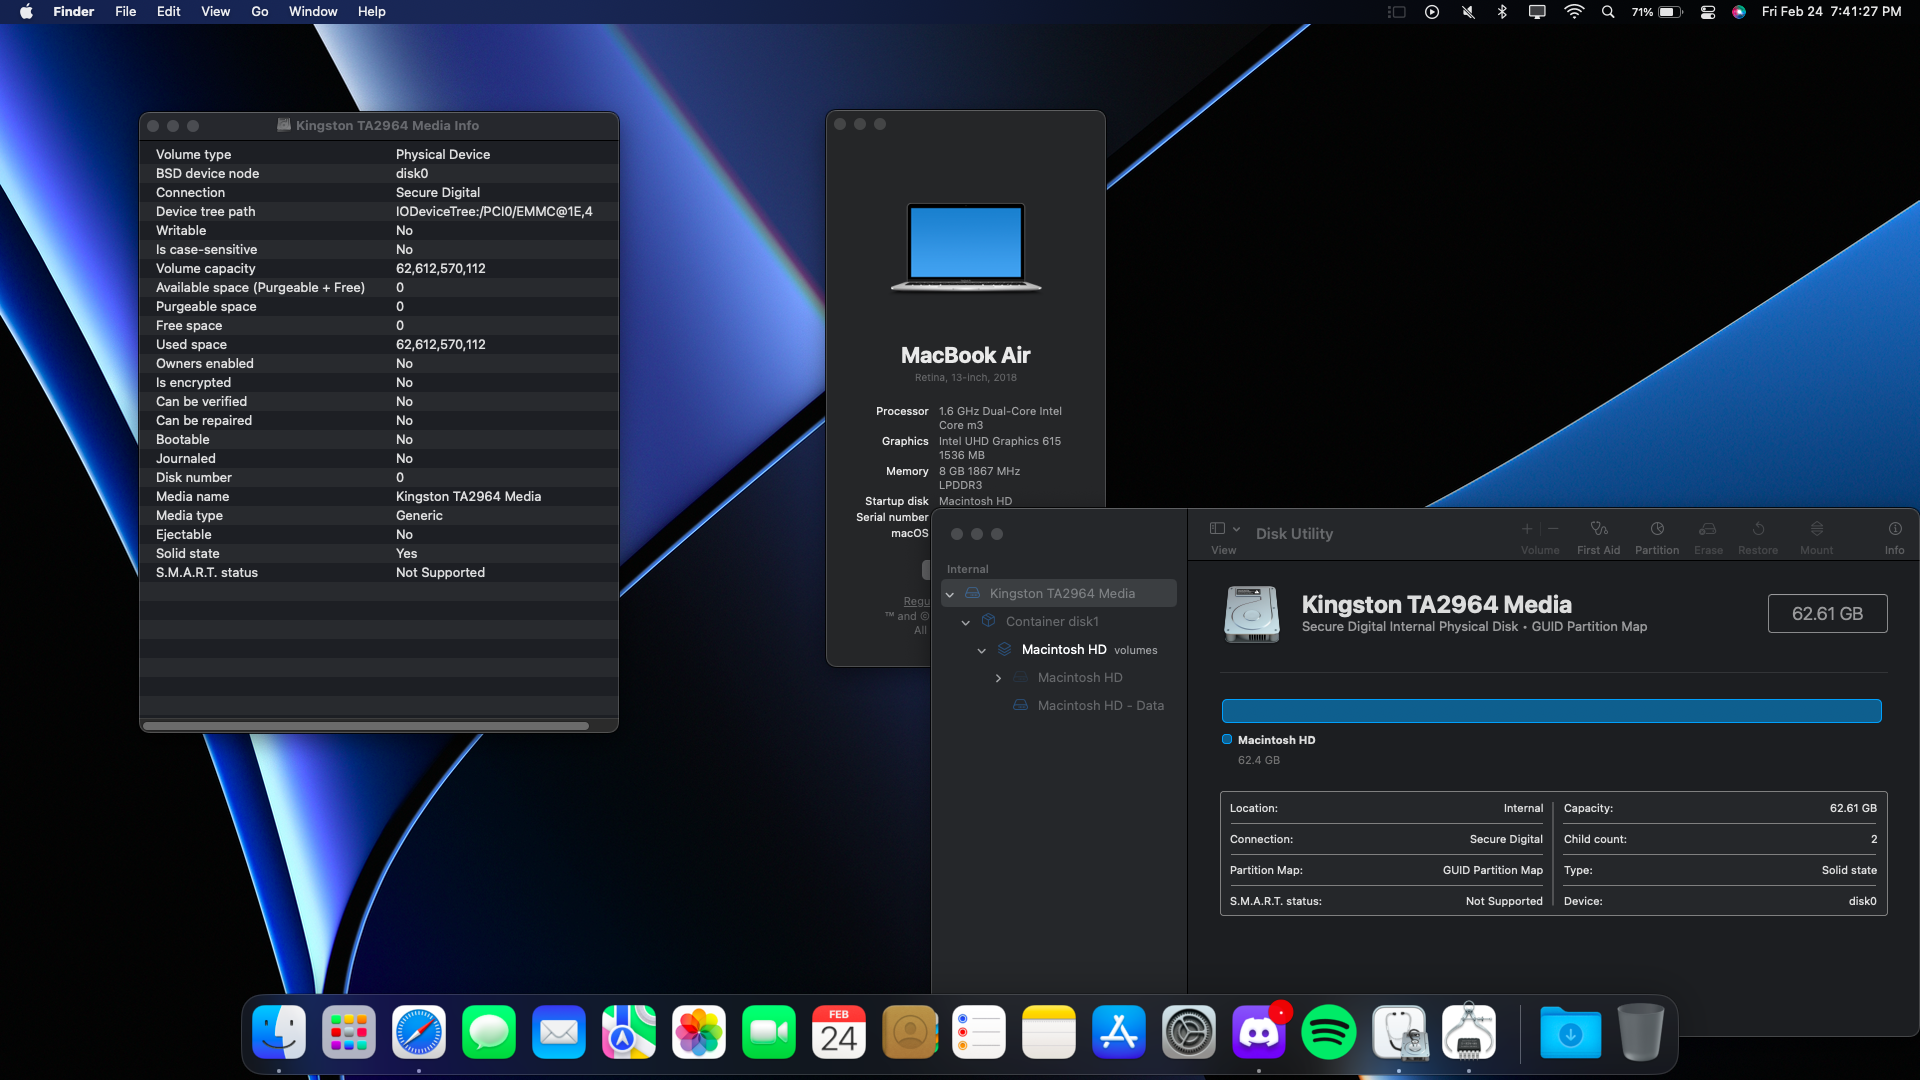 Finder File Edit View Go Window Help 71% Fri Feb 24 7:41:27 PM
Kingston TA2964 Media Info
Volume type Physical Device
BSD device node disk0
Connection Secure Digital
Device tree path IODeviceTree:/PCI0/EMMC@1E,4
Writable No
Is case-sensitive No
Volume capacity 62,612,570,112
Available space (Purgeable + Free) 0
Purgeable space 0
Free space 0
Used space 62,612,570,112
Owners enabled No
Is encrypted No
Can be verified No
Can be repaired No
Bootable No
Journaled No
Disk number 0
Media name Kingston TA2964 Media
Media type Generic
Ejectable No
Solid state Yes
S.M.A.R.T. status Not Supported
MacBook Air
Retina, 13-inch, 2018
Processor 1.6 GHz Dual-Core Intel
Core m3
Graphics Intel UHD Graphics 615
1536 MB
Memory 8 GB 1867 MHz
LPDDR3
Startup disk Macintosh HD
Serial number
macOS
Regu
™ and ©
All
Disk Utility
View Volume First Aid Partition Erase Restore Mount Info
Internal
Kingston TA2964 Media
Container disk1
Macintosh HD volumes
Macintosh HD
Macintosh HD - Data
Kingston TA2964 Media
Secure Digital Internal Physical Disk • GUID Partition Map
62.61 GB
Macintosh HD
62.4 GB
Location: Internal Capacity: 62.61 GB
Connection: Secure Digital Child count: 2
Partition Map: GUID Partition Map Type: Solid state
S.M.A.R.T. status: Not Supported Device: disk0
FEB
24